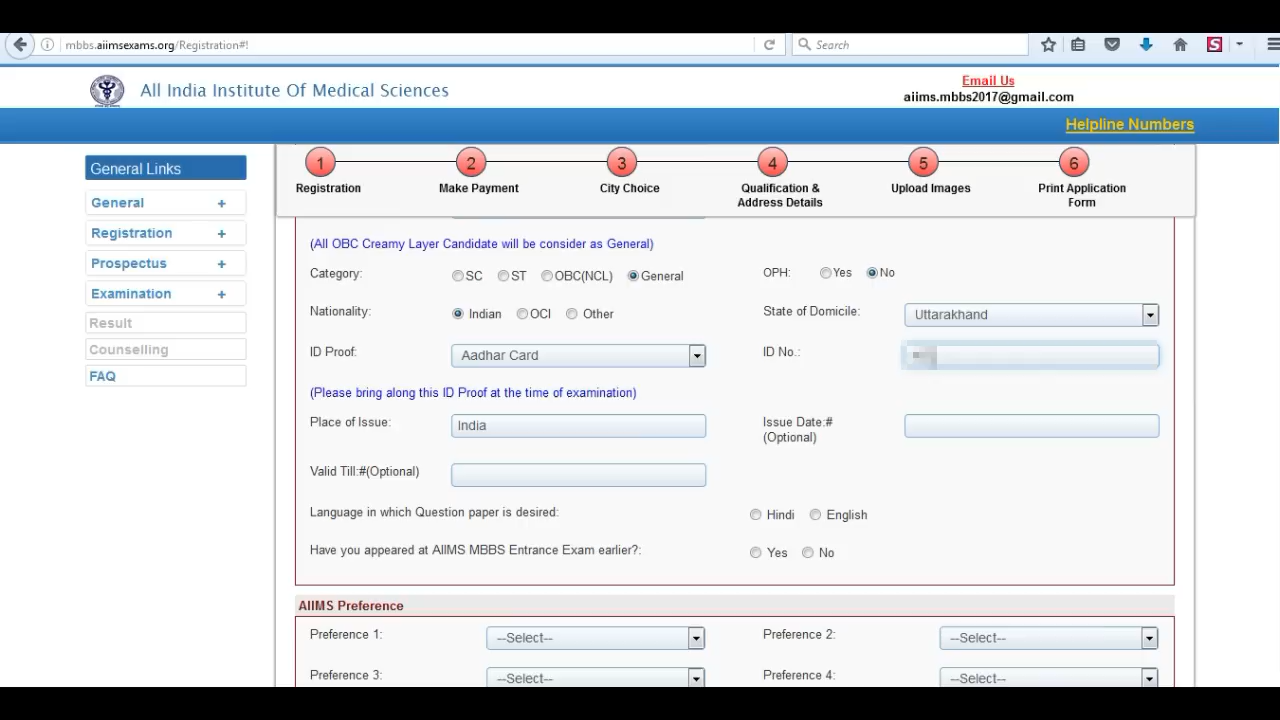 mbbs.aiimsexams.org/Registration#!
Search
S
All India Institute Of Medical Sciences
Email Us
aiims.mbbs2017@gmail.com
Helpline Numbers
General Links
General +
Registration +
Prospectus +
Examination +
Result
Counselling
FAQ
1 2 3 4 5 6
Registration Make Payment City Choice Qualification & Address Details Upload Images Print Application Form
(All OBC Creamy Layer Candidate will be consider as General)
Category: SC ST OBC(NCL) General OPH: Yes No
Nationality: Indian OCI Other State of Domicile: Uttarakhand
ID Proof: Aadhar Card ID No.:
(Please bring along this ID Proof at the time of examination)
Place of Issue: India Issue Date:# (Optional)
Valid Till:#(Optional)
Language in which Question paper is desired: Hindi English
Have you appeared at AIIMS MBBS Entrance Exam earlier?: Yes No
AIIMS Preference
Preference 1: --Select-- Preference 2: --Select--
Preference 3: --Select-- Preference 4: --Select--